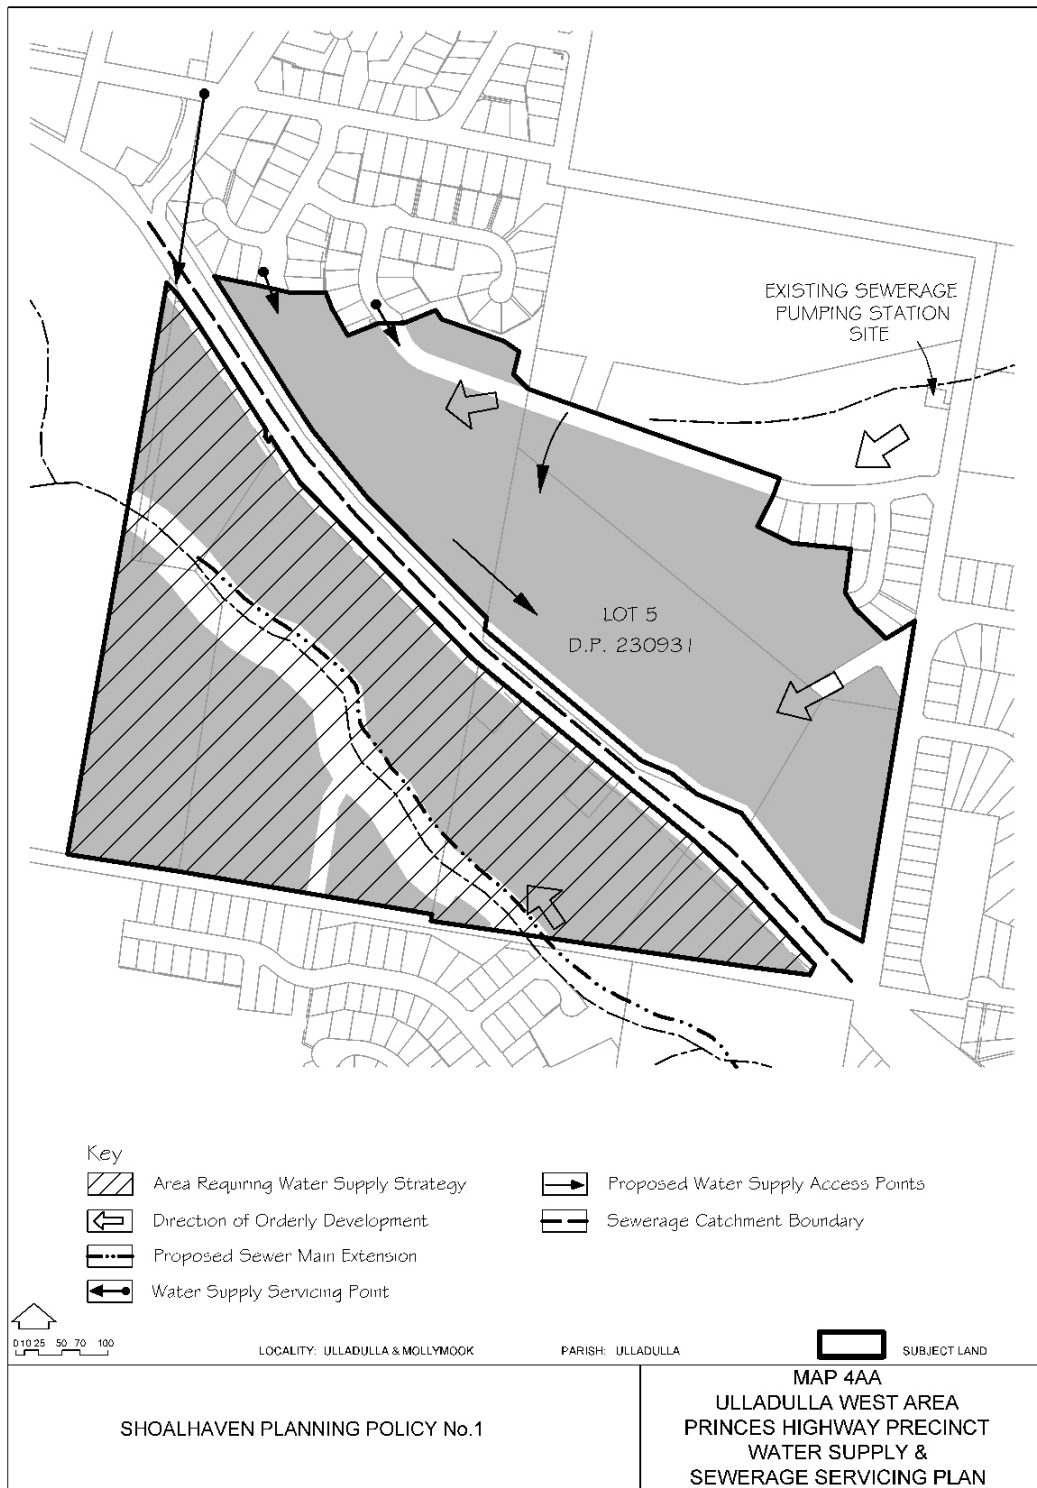 EXISTING SEWERAGE
PUMPING STATION
SITE
LOT 5
D.P. 230931
Key
Area Requiring Water Supply Strategy
Direction of Orderly Development
Proposed Sewer Main Extension
Water Supply Servicing Point
Proposed Water Supply Access Points
Sewerage Catchment Boundary
0 10 25 50 70 100
LOCALITY: ULLADULLA & MOLLYMOOK
PARISH: ULLADULLA
SUBJECT LAND
SHOALHAVEN PLANNING POLICY No.1
MAP 4AA
ULLADULLA WEST AREA
PRINCES HIGHWAY PRECINCT
WATER SUPPLY &
SEWERAGE SERVICING PLAN